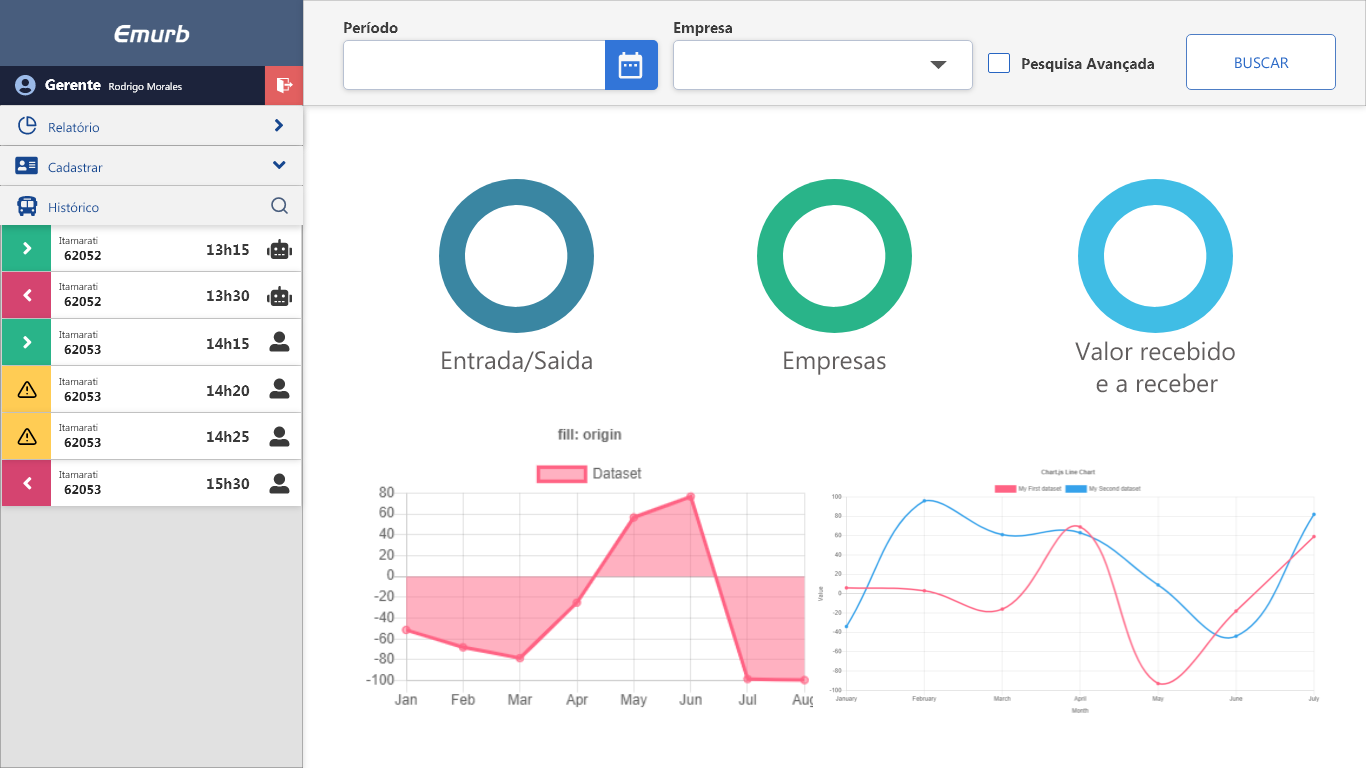 Emurb
Gerente Rodrigo Morales
Relatório
Cadastrar
Histórico
Itamarati
62052
13h15
Itamarati
62052
13h30
Itamarati
62053
14h15
Itamarati
62053
14h20
Itamarati
62053
14h25
Itamarati
62053
15h30
Período
Empresa
Pesquisa Avançada
BUSCAR
Entrada/Saida
Empresas
Valor recebido
e a receber
fill: origin
Dataset
80
60
40
20
0
-20
-40
-60
-80
-100
Jan Feb Mar Apr May Jun Jul Aug
Chart.js Line Chart
My First dataset My Second dataset
100
80
60
40
20
0
-20
-40
-60
-80
-100
Value
January February March April May June July
Month